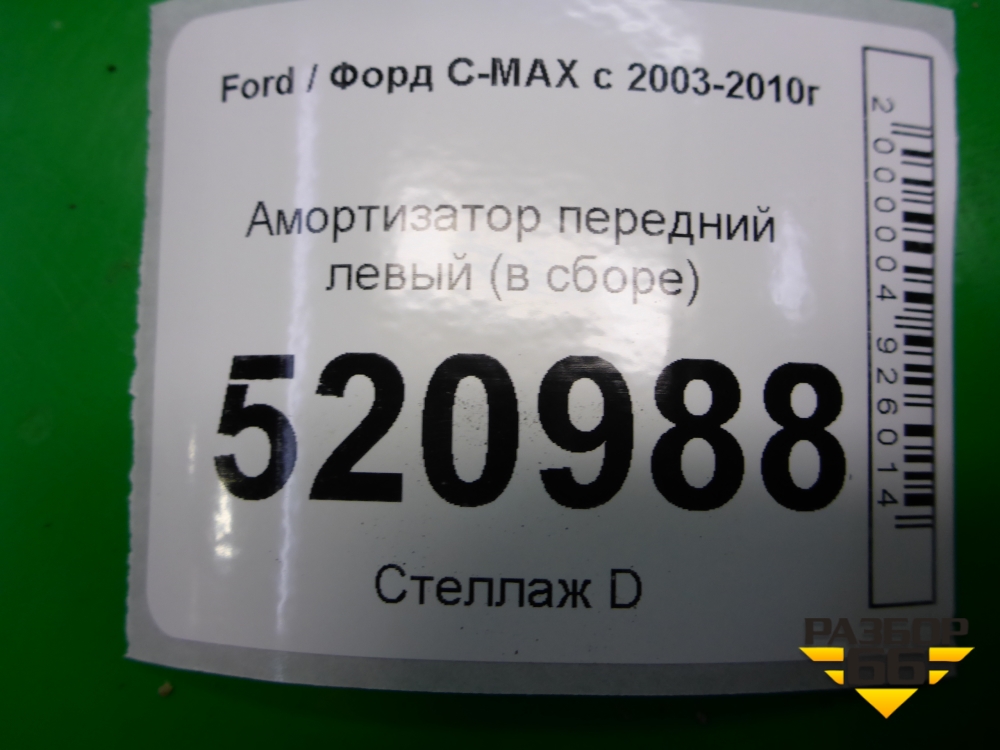 Ford / Форд C-MAX с 2003-2010г
Амортизатор передний
левый (в сборе)
520988
Стеллаж D
2000004926014
РАЗБОР
66